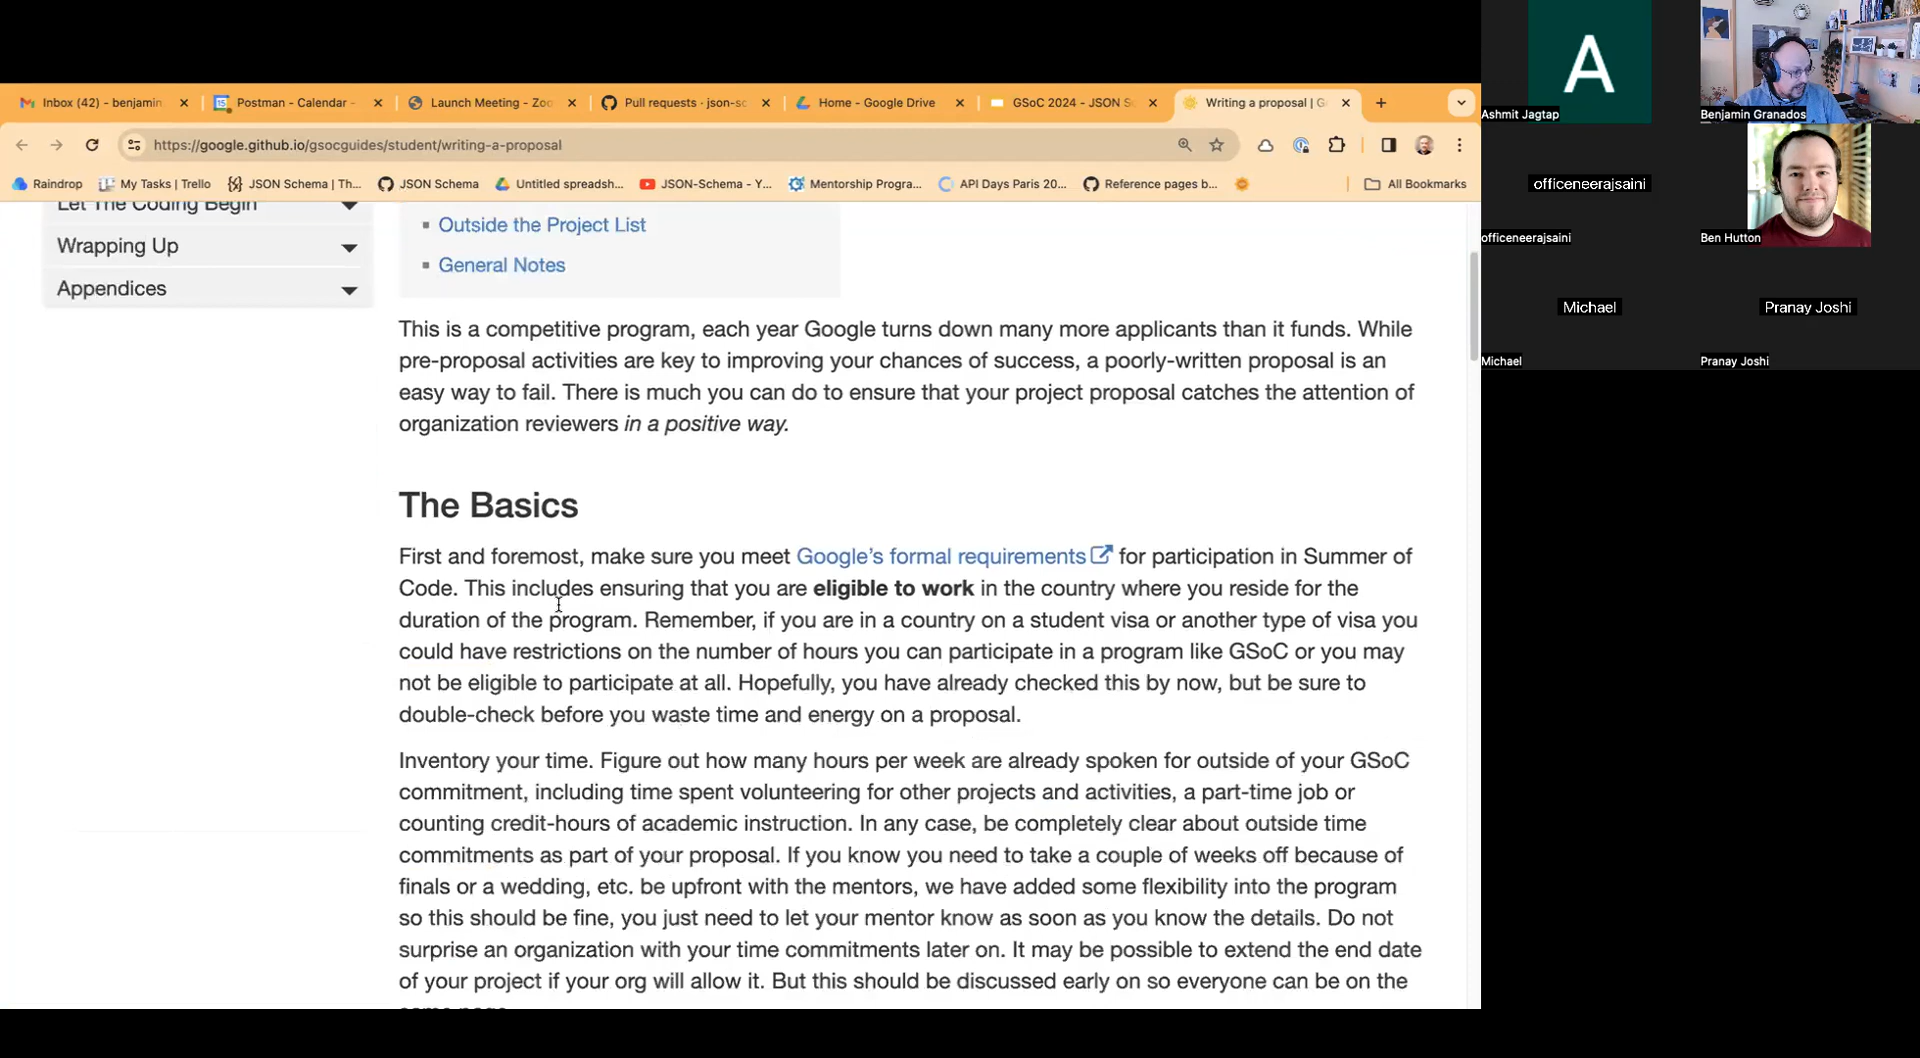 Inbox (42) - benjamin
Postman - Calendar -
Launch Meeting - Zoo
Pull requests · json-sc
Home - Google Drive
GSoC 2024 - JSON S
Writing a proposal | G
https://google.github.io/gsocguides/student/writing-a-proposal
Raindrop
My Tasks | Trello
JSON Schema | Th...
JSON Schema
Untitled spreadsh...
JSON-Schema - Y...
Mentorship Progra...
API Days Paris 20...
Reference pages b...
All Bookmarks
Let The Coding Begin
Wrapping Up
Appendices
Outside the Project List
General Notes
This is a competitive program, each year Google turns down many more applicants than it funds. While
pre-proposal activities are key to improving your chances of success, a poorly-written proposal is an
easy way to fail. There is much you can do to ensure that your project proposal catches the attention of
organization reviewers in a positive way.
The Basics
First and foremost, make sure you meet Google's formal requirements for participation in Summer of
Code. This includes ensuring that you are eligible to work in the country where you reside for the
duration of the program. Remember, if you are in a country on a student visa or another type of visa you
could have restrictions on the number of hours you can participate in a program like GSoC or you may
not be eligible to participate at all. Hopefully, you have already checked this by now, but be sure to
double-check before you waste time and energy on a proposal.
Inventory your time. Figure out how many hours per week are already spoken for outside of your GSoC
commitment, including time spent volunteering for other projects and activities, a part-time job or
counting credit-hours of academic instruction. In any case, be completely clear about outside time
commitments as part of your proposal. If you know you need to take a couple of weeks off because of
finals or a wedding, etc. be upfront with the mentors, we have added some flexibility into the program
so this should be fine, you just need to let your mentor know as soon as you know the details. Do not
surprise an organization with your time commitments later on. It may be possible to extend the end date
of your project if your org will allow it. But this should be discussed early on so everyone can be on the
A
Ashmit Jagtap
Benjamin Granados
officeneerajsaini
officeneerajsaini
Ben Hutton
Michael
Michael
Pranay Joshi
Pranay Joshi